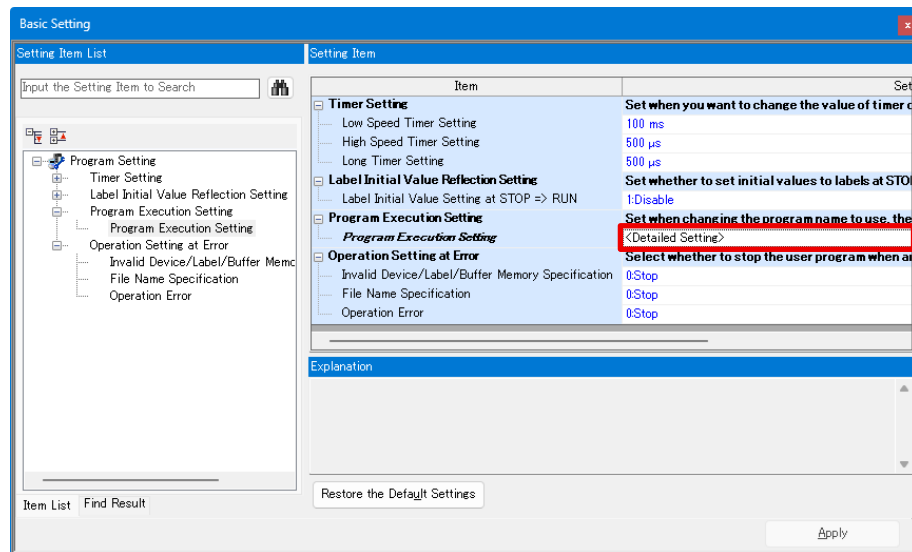 Basic Setting
x
Setting Item List
Setting Item
Input the Setting Item to Search
Item
Set
Timer Setting
Set when you want to change the value of timer
Low Speed Timer Setting
100 ms
High Speed Timer Setting
500 μs
Long Timer Setting
500 μs
Label Initial Value Reflection Setting
Set whether to set initial values to labels at STO
Label Initial Value Setting at STOP => RUN
1:Disable
Program Execution Setting
Set when changing the program name to use, the
Program Execution Setting
<Detailed Setting>
Operation Setting at Error
Select whether to stop the user program when a
Invalid Device/Label/Buffer Memory Specification
0:Stop
File Name Specification
0:Stop
Operation Error
0:Stop
Program Setting
Timer Setting
Label Initial Value Reflection Setting
Program Execution Setting
Program Execution Setting
Operation Setting at Error
Invalid Device/Label/Buffer Memc
File Name Specification
Operation Error
Explanation
Item List
Find Result
Restore the Default Settings
Apply